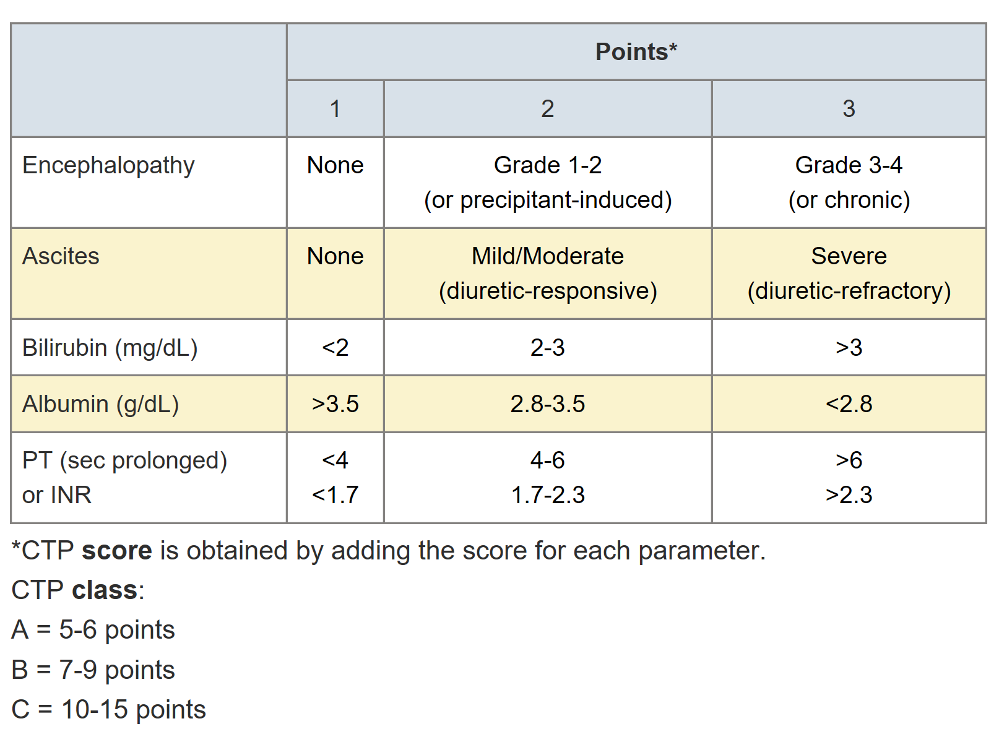 Points*
1 2 3
Encephalopathy None Grade 1-2 Grade 3-4
(or precipitant-induced) (or chronic)
Ascites None Mild/Moderate Severe
(diuretic-responsive) (diuretic-refractory)
Bilirubin (mg/dL) <2 2-3 >3
Albumin (g/dL) >3.5 2.8-3.5 <2.8
PT (sec prolonged) <4 4-6 >6
or INR <1.7 1.7-2.3 >2.3
*CTP score is obtained by adding the score for each parameter.
CTP class:
A = 5-6 points
B = 7-9 points
C = 10-15 points